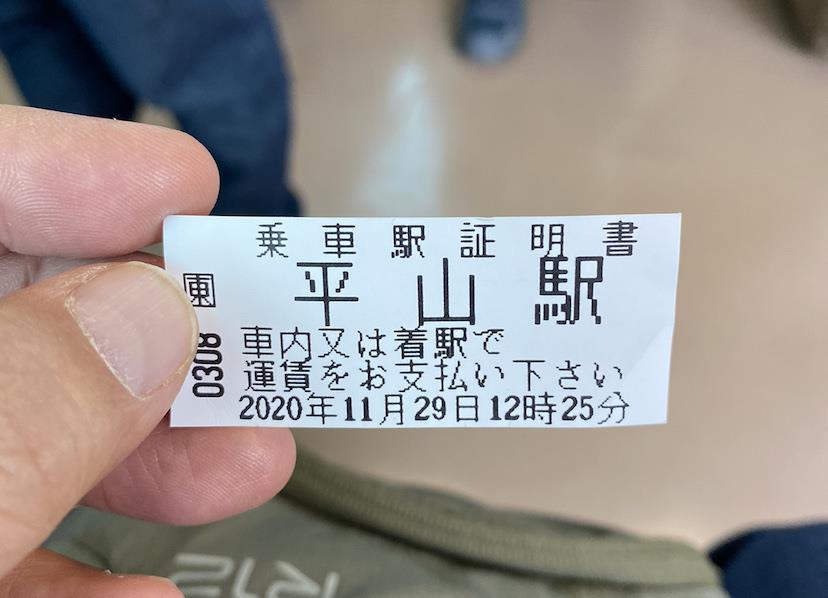 乗車駅証明書
平山駅
車内又は着駅で
運賃をお支払い下さい
2020年11月29日12時25分
0308